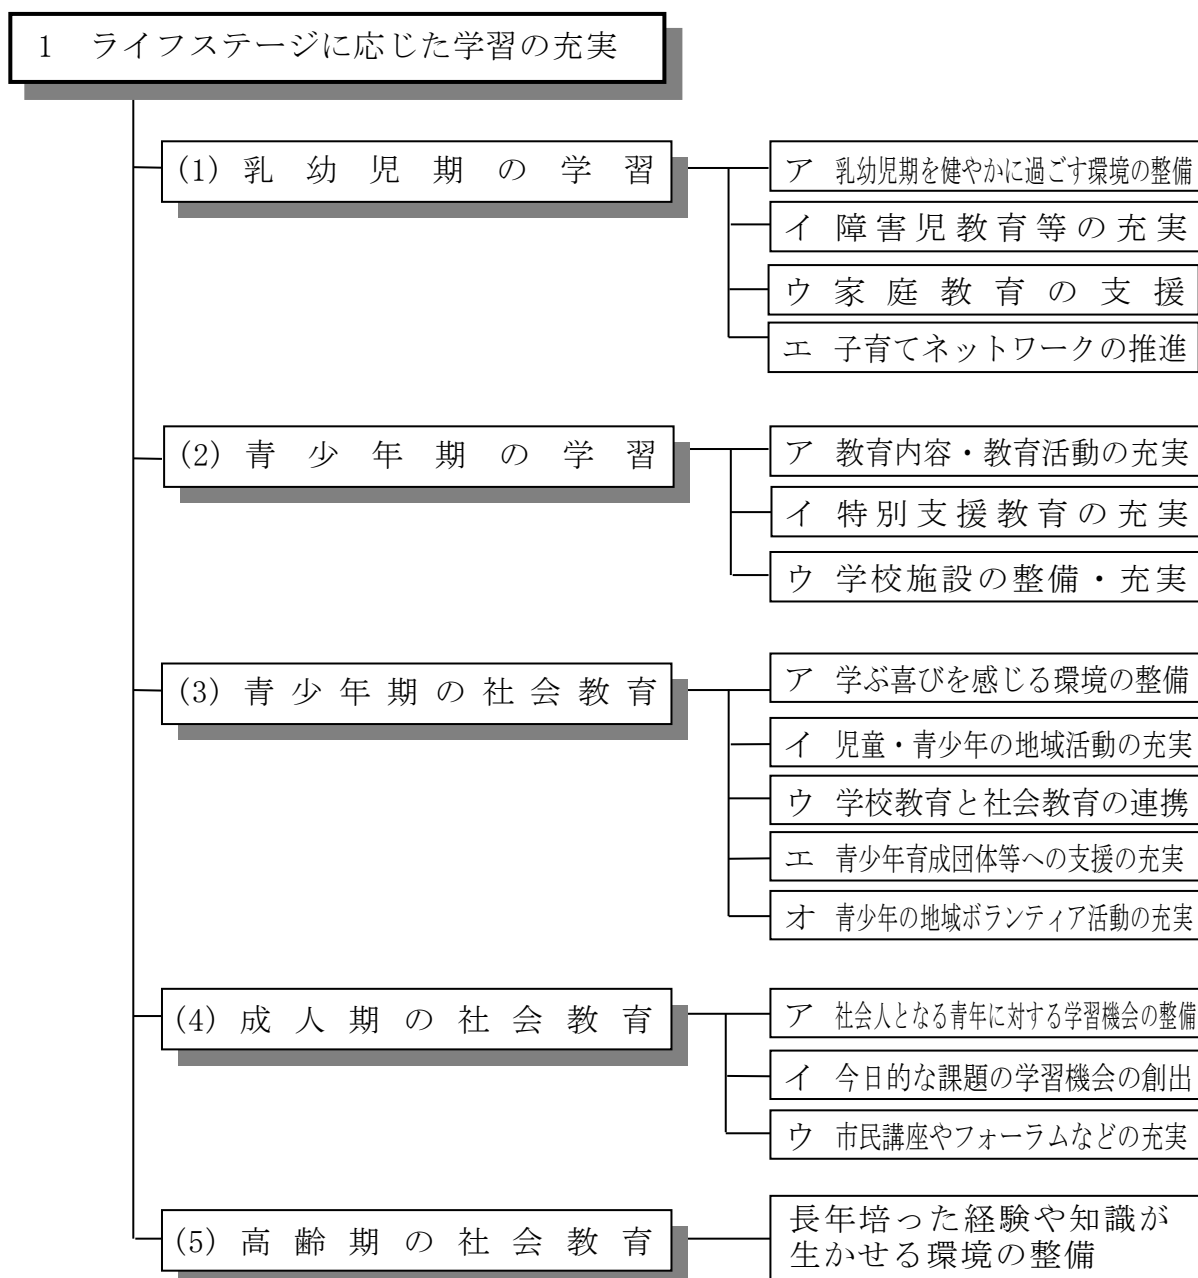 1 ライフステージに応じた学習の充実
(1) 乳幼児期の学習
ア 乳幼児期を健やかに過ごす環境の整備
イ 障害児教育等の充実
ウ 家庭教育の支援
エ 子育てネットワークの推進
(2) 青少年期の学習
ア 教育内容・教育活動の充実
イ 特別支援教育の充実
ウ 学校施設の整備・充実
(3) 青少年期の社会教育
ア 学ぶ喜びを感じる環境の整備
イ 児童・青少年の地域活動の充実
ウ 学校教育と社会教育の連携
エ 青少年育成団体等への支援の充実
オ 青少年の地域ボランティア活動の充実
(4) 成人期の社会教育
ア 社会人となる青年に対する学習機会の整備
イ 今日的な課題の学習機会の創出
ウ 市民講座やフォーラムなどの充実
(5) 高齢期の社会教育
長年培った経験や知識が
生かせる環境の整備